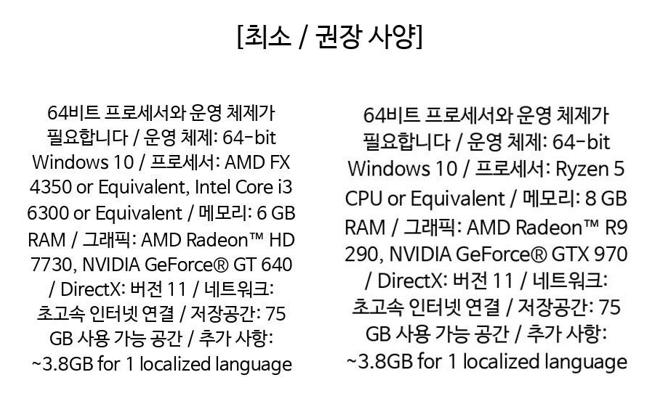 [최소 / 권장 사양]
64비트 프로세서와 운영 체제가
필요합니다 / 운영 체제: 64-bit
Windows 10 / 프로세서: AMD FX
4350 or Equivalent, Intel Core i3
6300 or Equivalent / 메모리: 6 GB
RAM / 그래픽: AMD Radeon™ HD
7730, NVIDIA GeForce® GT 640
/ DirectX: 버전 11 / 네트워크:
초고속 인터넷 연결 / 저장공간: 75
GB 사용 가능 공간 / 추가 사항:
~3.8GB for 1 localized language
64비트 프로세서와 운영 체제가
필요합니다 / 운영 체제: 64-bit
Windows 10 / 프로세서: Ryzen 5
CPU or Equivalent / 메모리: 8 GB
RAM / 그래픽: AMD Radeon™ R9
290, NVIDIA GeForce® GTX 970
/ DirectX: 버전 11 / 네트워크:
초고속 인터넷 연결 / 저장공간: 75
GB 사용 가능 공간 / 추가 사항:
~3.8GB for 1 localized language